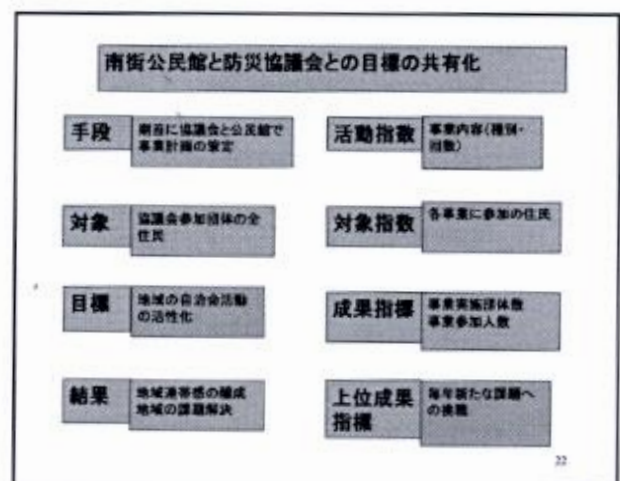 南街公民館と防災協議会との目標の共有化
手段
期首に協議会と公民館で
事業計画の策定
活動指数
事業内容(種別・
回数)
対象
協議会参加団体の全
住民
対象指数
各事業に参加の住民
目標
地域の自治会活動
の活性化
成果指標
事業実施団体数
事業参加人数
結果
地域連帯感の醸成
地域の課題解決
上位成果
指標
毎年新たな課題へ
の挑戦
22